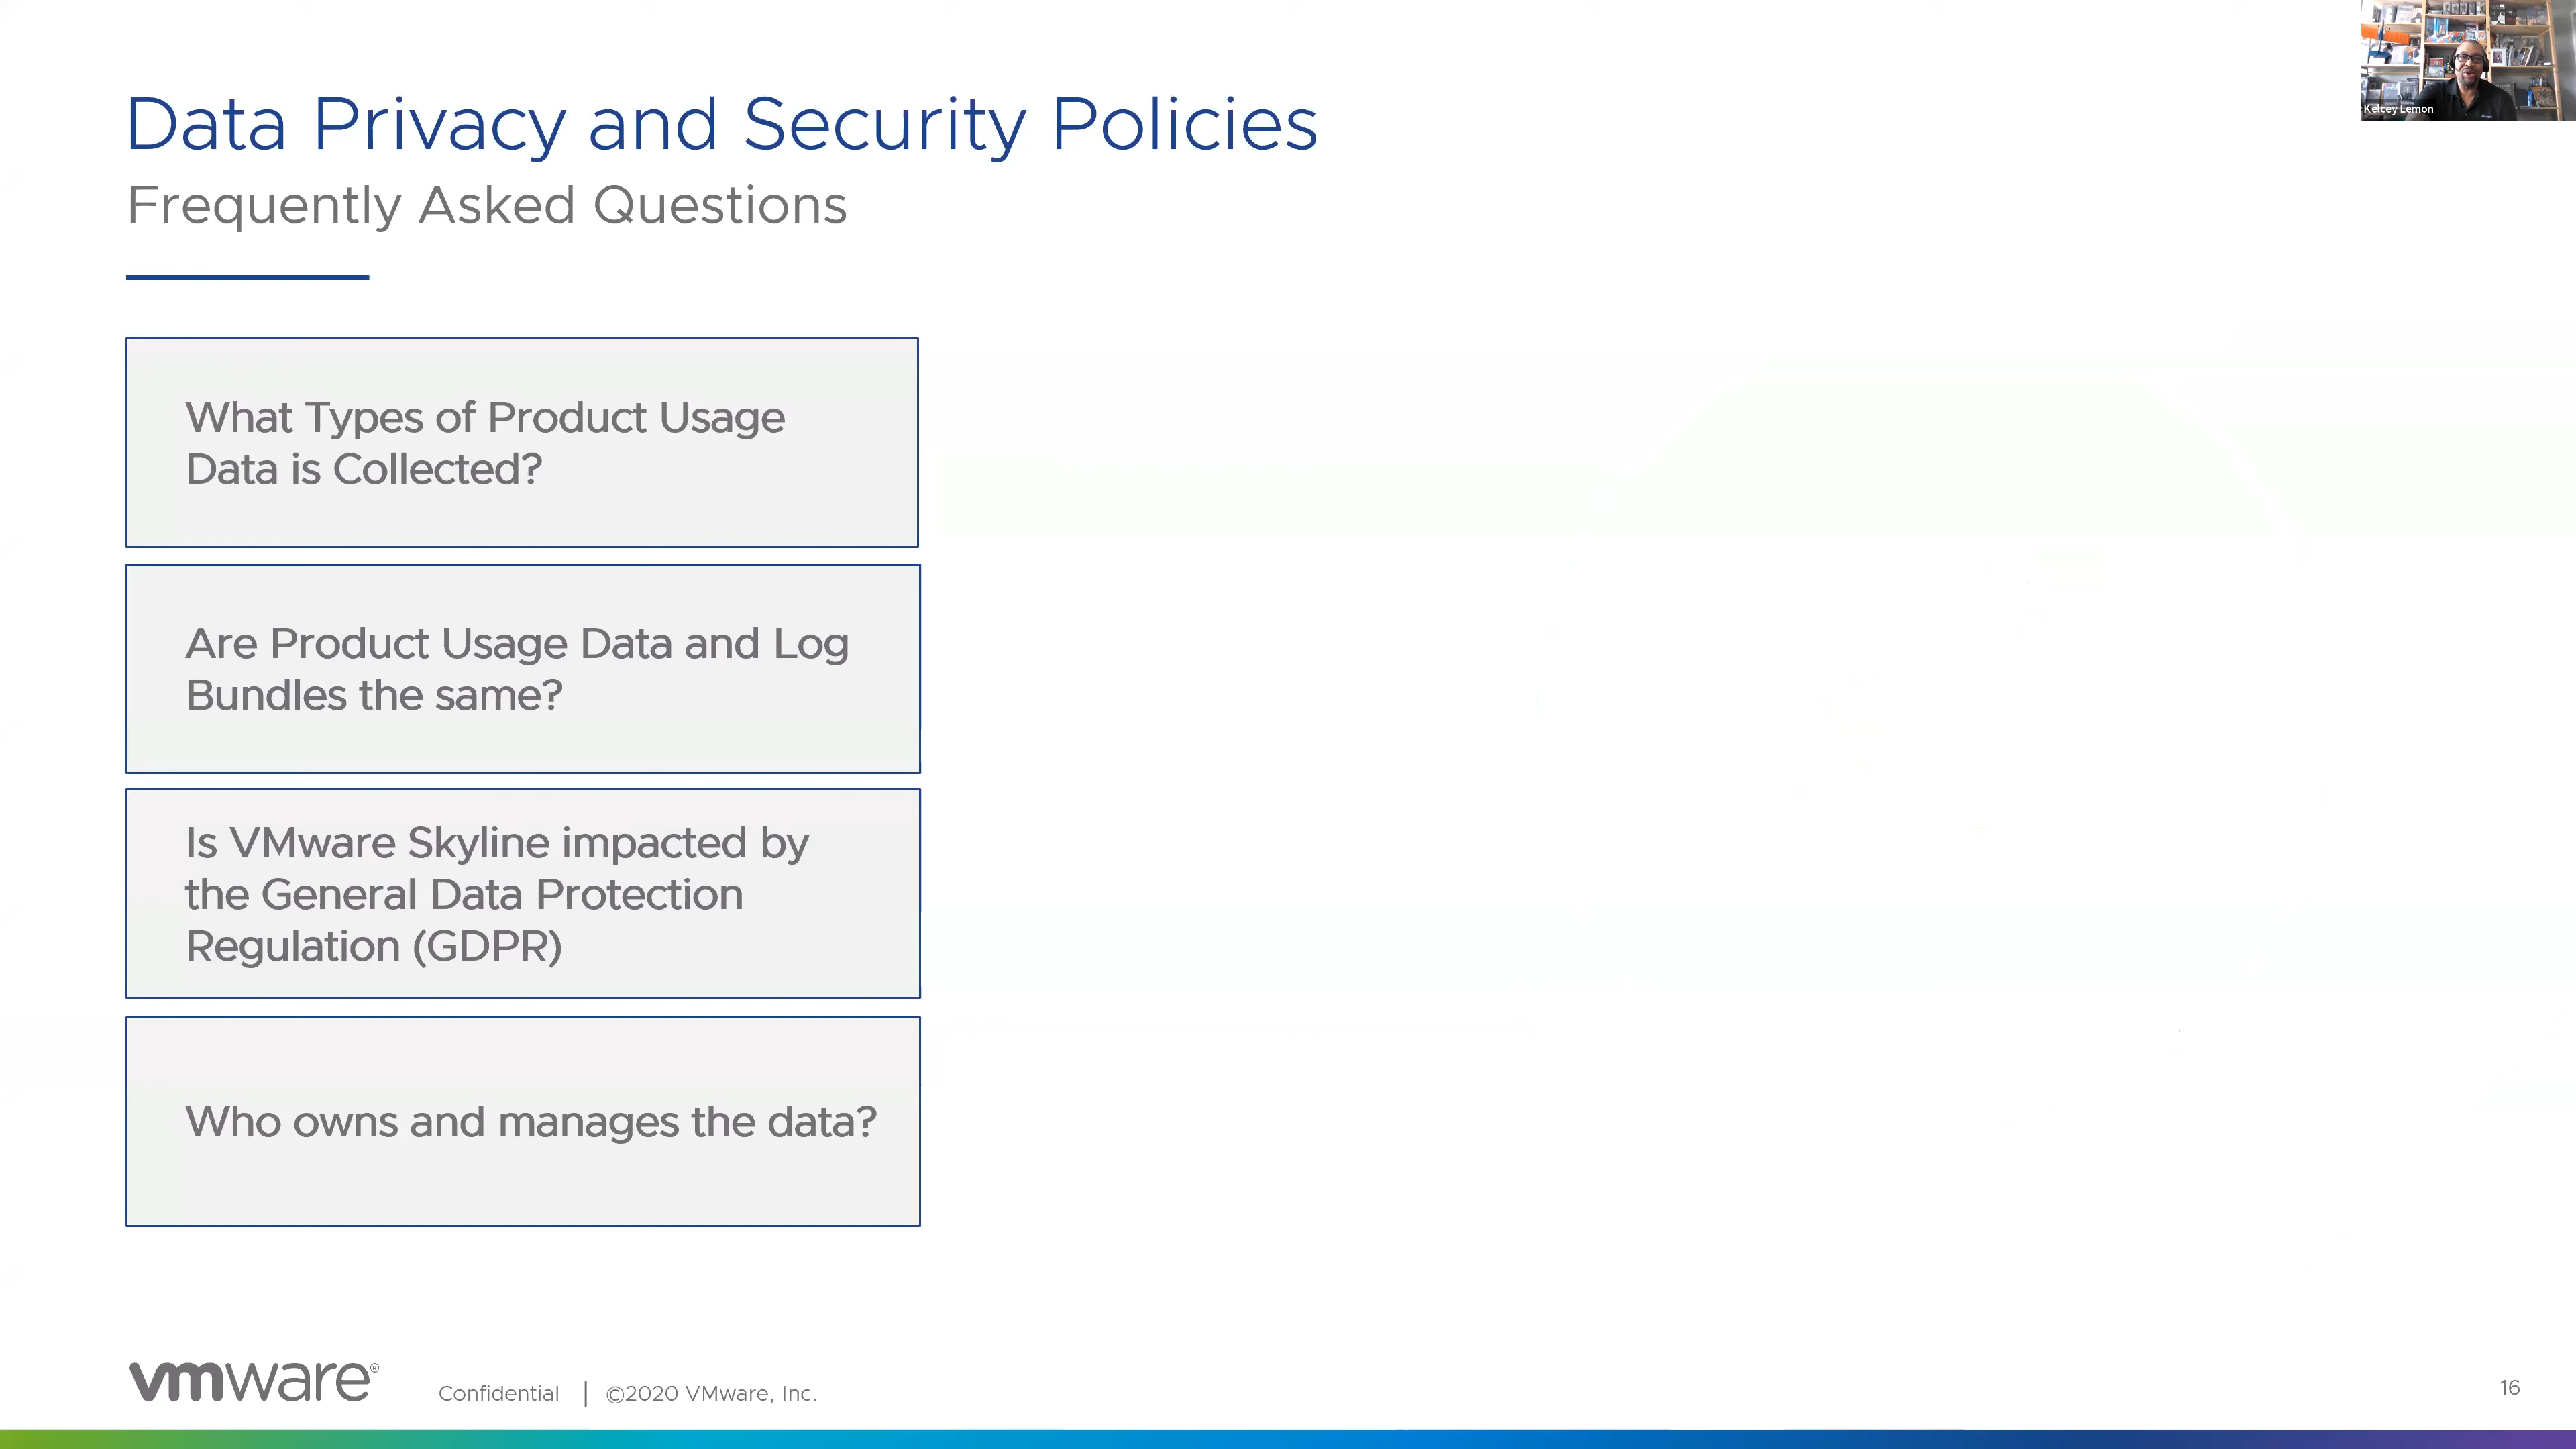 Kelcey Lemon
Data Privacy and Security Policies
Frequently Asked Questions
What Types of Product Usage
Data is Collected?
Are Product Usage Data and Log
Bundles the same?
Is VMware Skyline impacted by
the General Data Protection
Regulation (GDPR)
Who owns and manages the data?
vmware®
Confidential | ©2020 VMware, Inc.
16